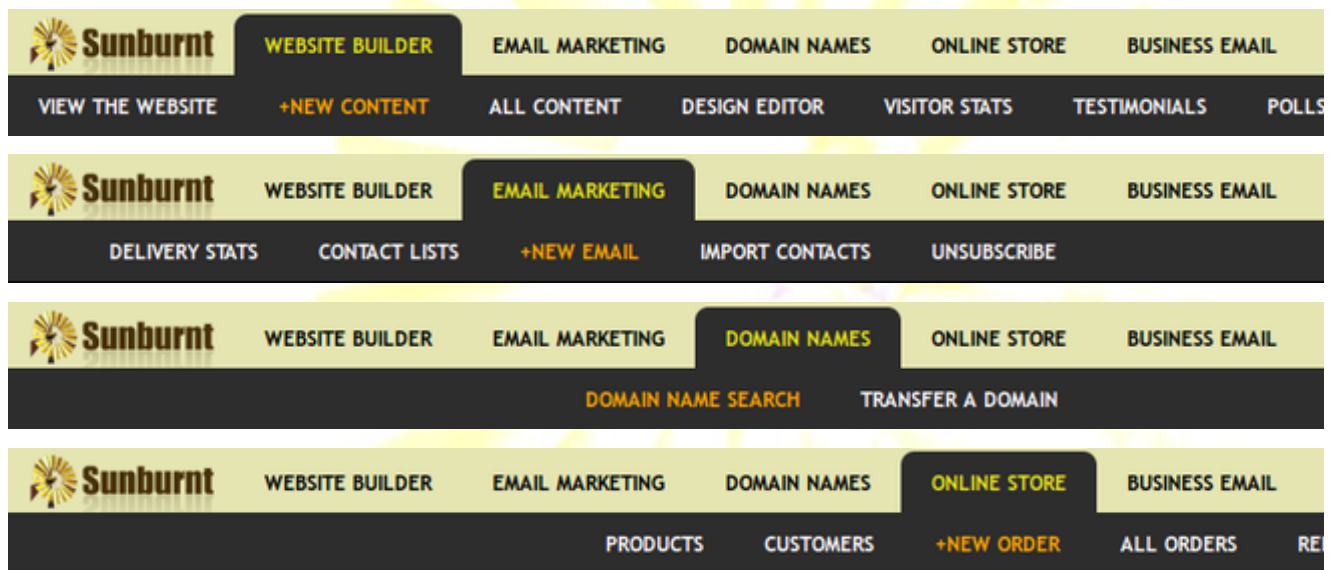 Sunburnt WEBSITE BUILDER EMAIL MARKETING DOMAIN NAMES ONLINE STORE BUSINESS EMAIL
VIEW THE WEBSITE +NEW CONTENT ALL CONTENT DESIGN EDITOR VISITOR STATS TESTIMONIALS POLLS
Sunburnt WEBSITE BUILDER EMAIL MARKETING DOMAIN NAMES ONLINE STORE BUSINESS EMAIL
DELIVERY STATS CONTACT LISTS +NEW EMAIL IMPORT CONTACTS UNSUBSCRIBE
Sunburnt WEBSITE BUILDER EMAIL MARKETING DOMAIN NAMES ONLINE STORE BUSINESS EMAIL
DOMAIN NAME SEARCH TRANSFER A DOMAIN
Sunburnt WEBSITE BUILDER EMAIL MARKETING DOMAIN NAMES ONLINE STORE BUSINESS EMAIL
PRODUCTS CUSTOMERS +NEW ORDER ALL ORDERS